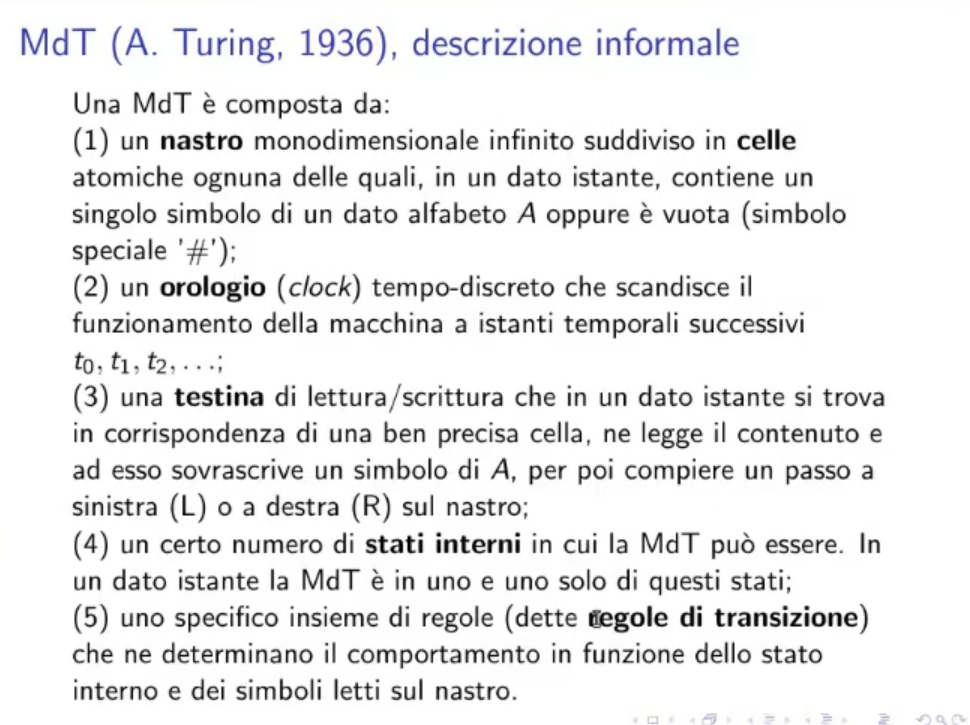 MdT (A. Turing, 1936), descrizione informale
Una MdT è composta da:
(1) un nastro monodimensionale infinito suddiviso in celle
atomiche ognuna delle quali, in un dato istante, contiene un
singolo simbolo di un dato alfabeto A oppure è vuota (simbolo
speciale '#');
(2) un orologio (clock) tempo-discreto che scandisce il
funzionamento della macchina a istanti temporali successivi
t₀, t₁, t₂, . . .;
(3) una testina di lettura/scrittura che in un dato istante si trova
in corrispondenza di una ben precisa cella, ne legge il contenuto e
ad esso sovrascrive un simbolo di A, per poi compiere un passo a
sinistra (L) o a destra (R) sul nastro;
(4) un certo numero di stati interni in cui la MdT può essere. In
un dato istante la MdT è in uno e uno solo di questi stati;
(5) uno specifico insieme di regole (dette regole di transizione)
che ne determinano il comportamento in funzione dello stato
interno e dei simboli letti sul nastro.